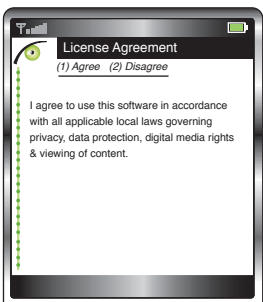 License Agreement
(1) Agree (2) Disagree
I agree to use this software in accordance
with all applicable local laws governing
privacy, data protection, digital media rights
& viewing of content.